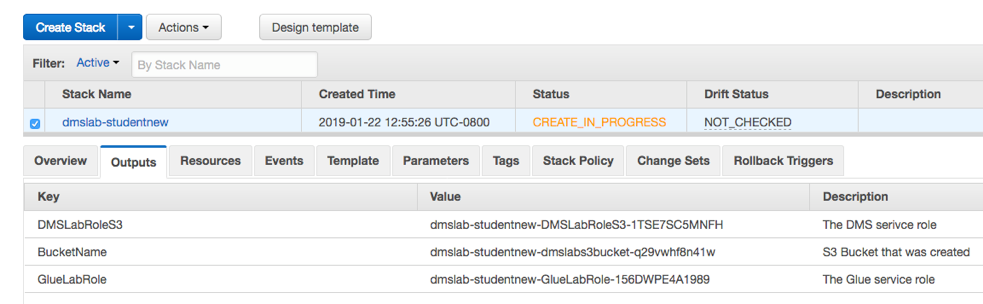 Create Stack Actions Design template
Filter: Active By Stack Name
Stack Name Created Time Status Drift Status Description
dmslab-studentnew 2019-01-22 12:55:26 UTC-0800 CREATE_IN_PROGRESS NOT_CHECKED
Overview Outputs Resources Events Template Parameters Tags Stack Policy Change Sets Rollback Triggers
Key Value Description
DMSLabRoleS3 dmslab-studentnew-DMSLabRoleS3-1TSE7SC5MNFH The DMS serivce role
BucketName dmslab-studentnew-dmslabs3bucket-q29vwhf8n41w S3 Bucket that was created
GlueLabRole dmslab-studentnew-GlueLabRole-156DWPE4A1989 The Glue service role